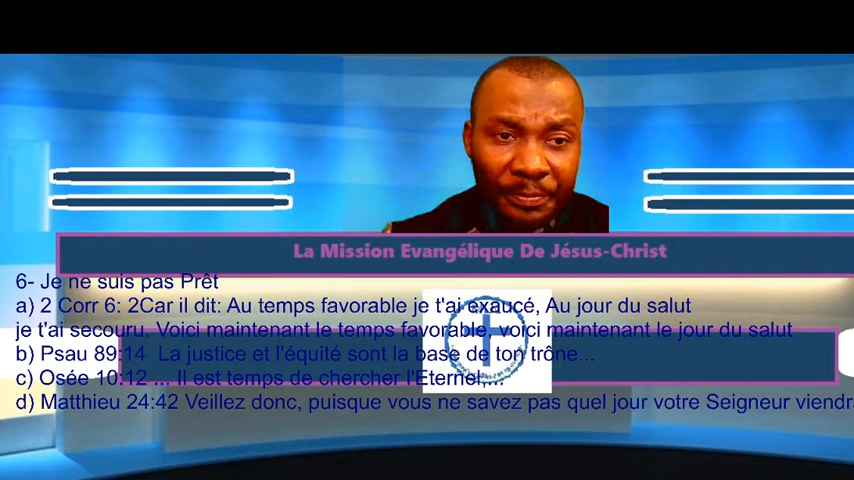 La Mission Evangélique De Jésus-Christ
6- Je ne suis pas Prêt
a) 2 Corr 6: 2Car il dit: Au temps favorable je t'ai exaucé, Au jour du salut
je t'ai secouru. Voici maintenant le temps favorable, voici maintenant le jour du salut
b) Psau 89:14 La justice et l'équité sont la base de ton trône...
c) Osée 10:12 ... Il est temps de chercher l'Eternel,...
d) Matthieu 24:42 Veillez donc, puisque vous ne savez pas quel jour votre Seigneur viendra